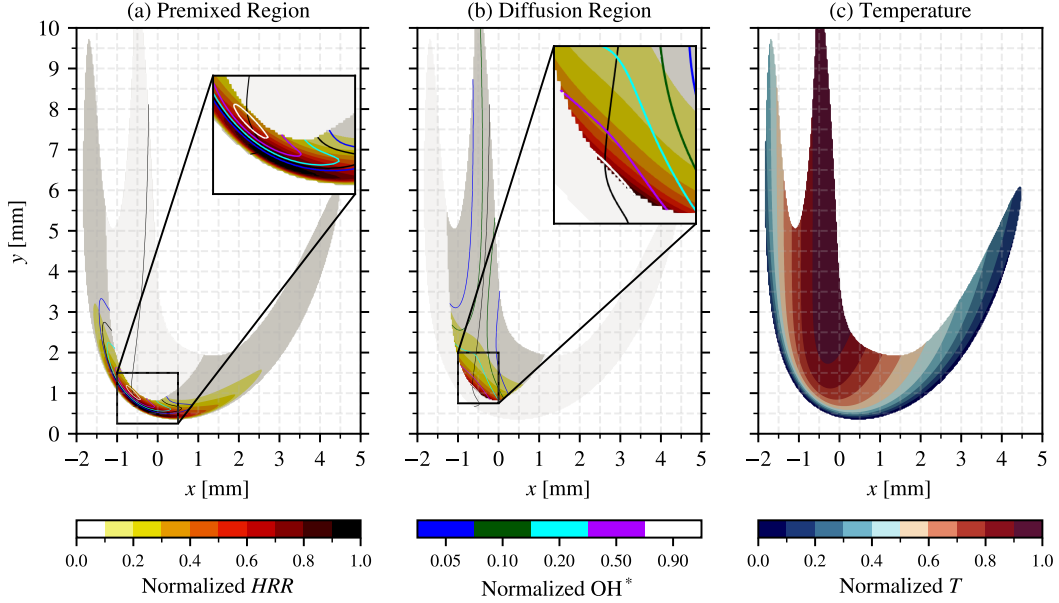 (a) Premixed Region
(b) Diffusion Region
(c) Temperature
10
9
8
7
6
5
4
3
2
1
0
y [mm]
−2 −1 0 1 2 3 4 5
x [mm]
−2 −1 0 1 2 3 4 5
x [mm]
−2 −1 0 1 2 3 4 5
x [mm]
0.0 0.2 0.4 0.6 0.8 1.0
Normalized HRR
0.05 0.10 0.20 0.50 0.90
Normalized OH*
0.0 0.2 0.4 0.6 0.8 1.0
Normalized T